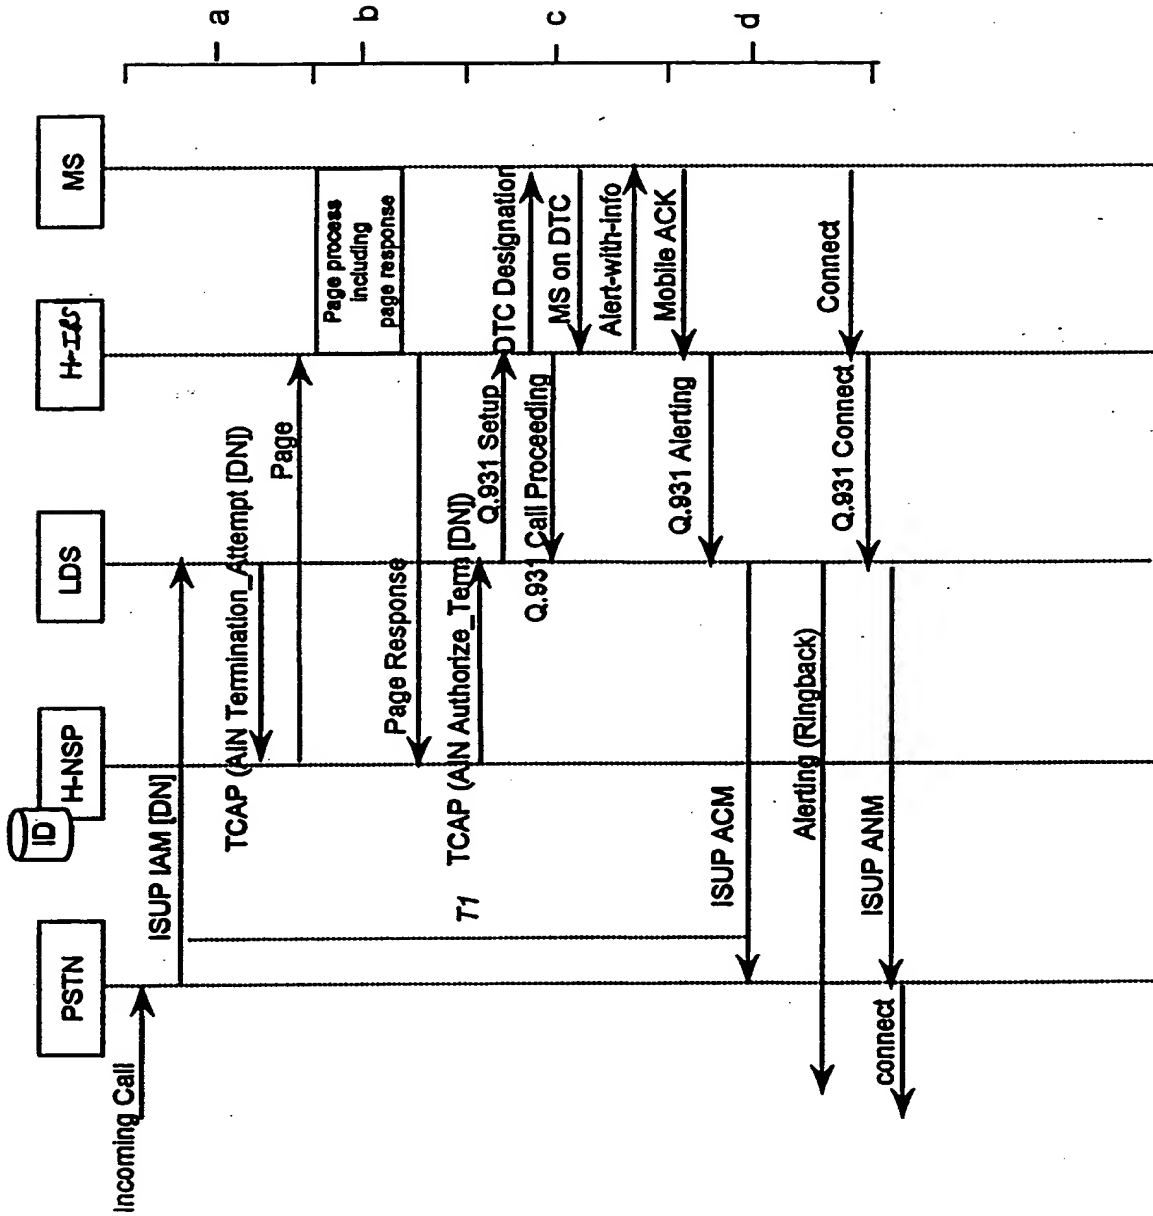 ID
PSTN
H-NSP
LDS
H-IBS
MS
Incoming Call
ISUP IAM [DN]
TCAP (AIN Termination_Attempt [DN])
Page
Page process
including
page response
Page Response
T1
TCAP (AIN Authorize_Term [DN])
Q.931 Setup
DTC Designation
Q.931 Call Proceeding
MS on DTC
Alert-with-info
Mobile ACK
Q.931 Alerting
ISUP ACM
Alerting (Ringback)
Connect
Q.931 Connect
ISUP ANM
connect
a
b
c
d